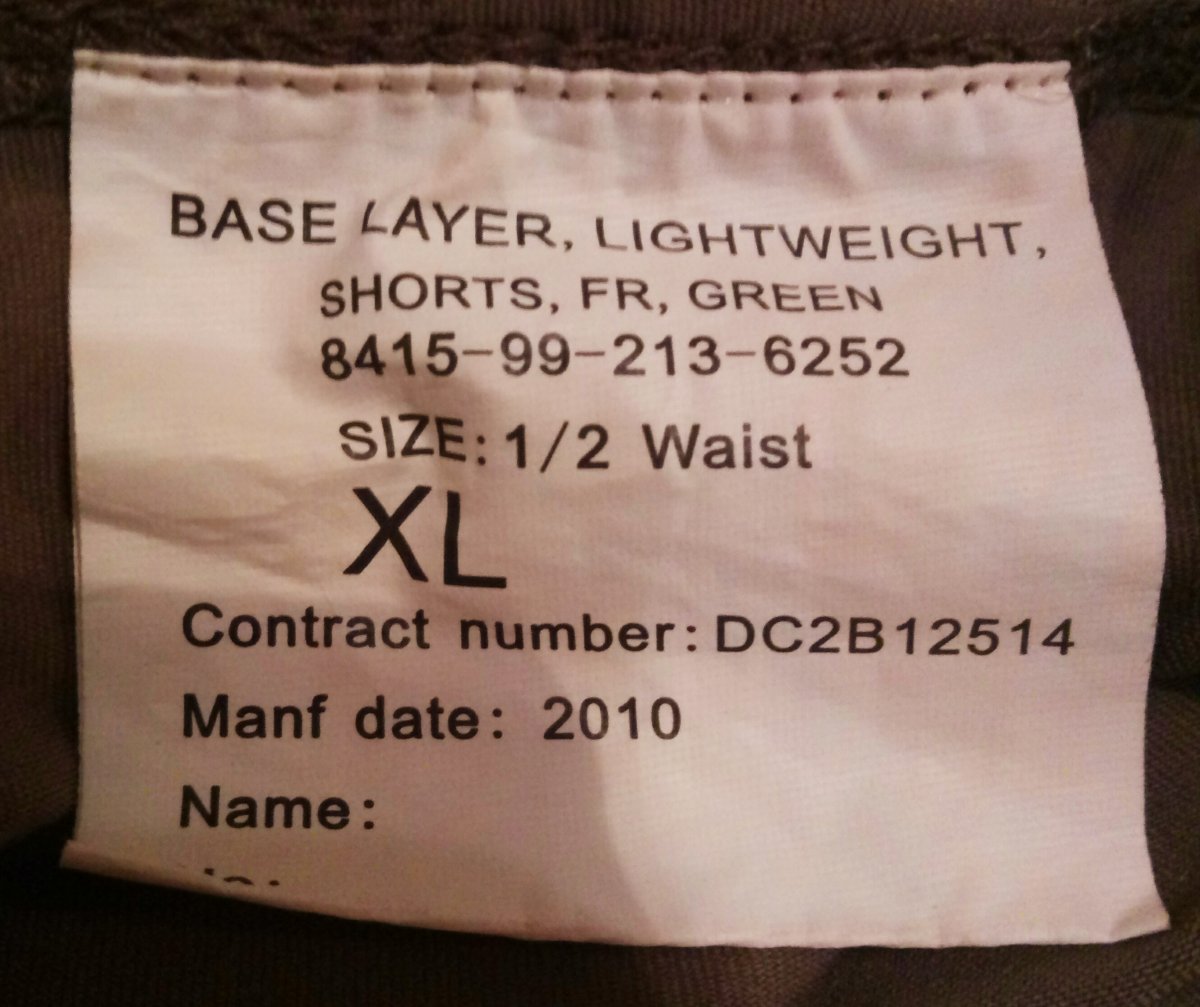 BASE LAYER, LIGHTWEIGHT,
SHORTS, FR, GREEN
8415-99-213-6252
SIZE: 1/2 Waist
XL
Contract number: DC2B12514
Manf date: 2010
Name: